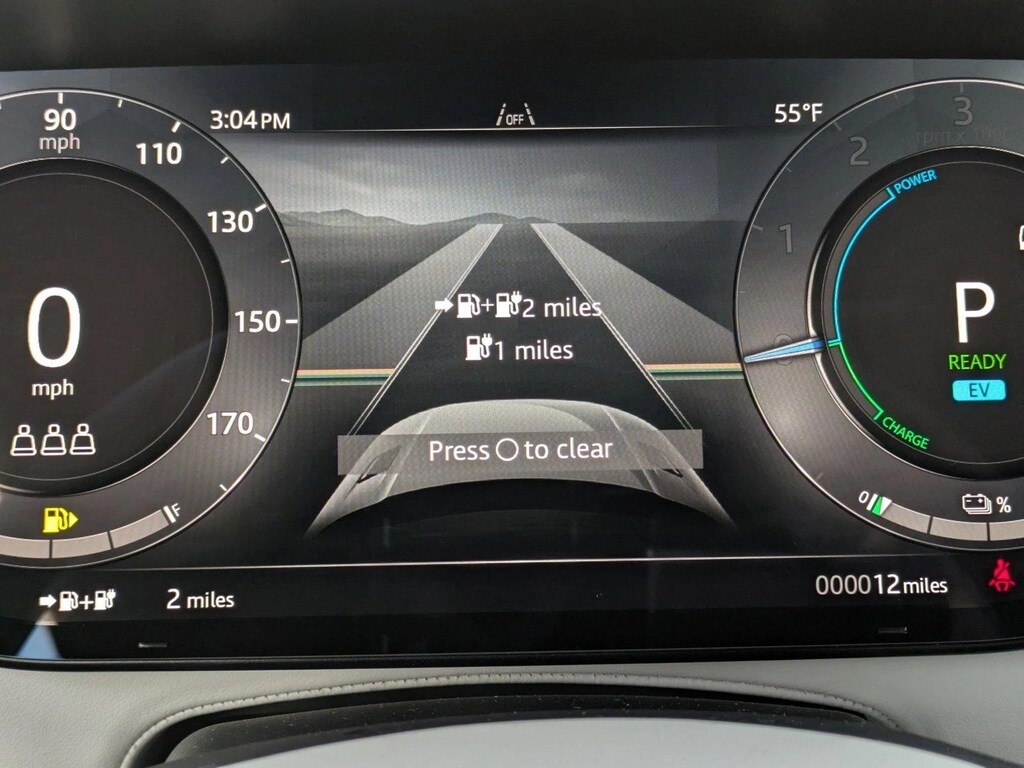 90
mph
110
130
150
170
0
mph
F
3:04 PM
OFF
55°F
2 miles
1 miles
Press O to clear
3
2
1
POWER
P
READY
EV
CHARGE
0
%
2 miles
000012 miles